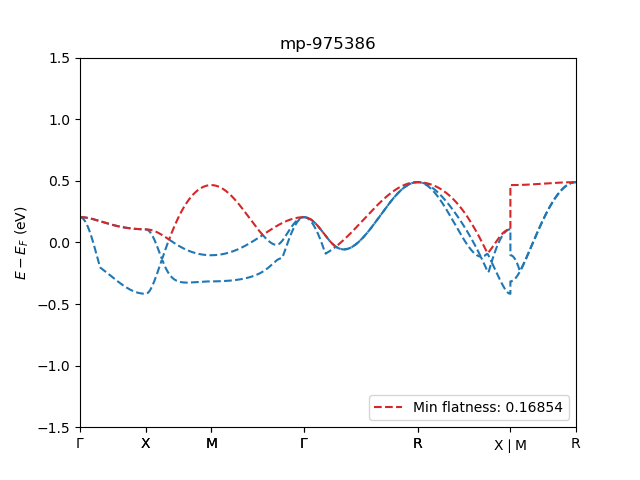 mp-975386
E − E_F (eV)
1.5
1.0
0.5
0.0
−0.5
−1.0
−1.5
Min flatness: 0.16854
Γ X M Γ R X | M R